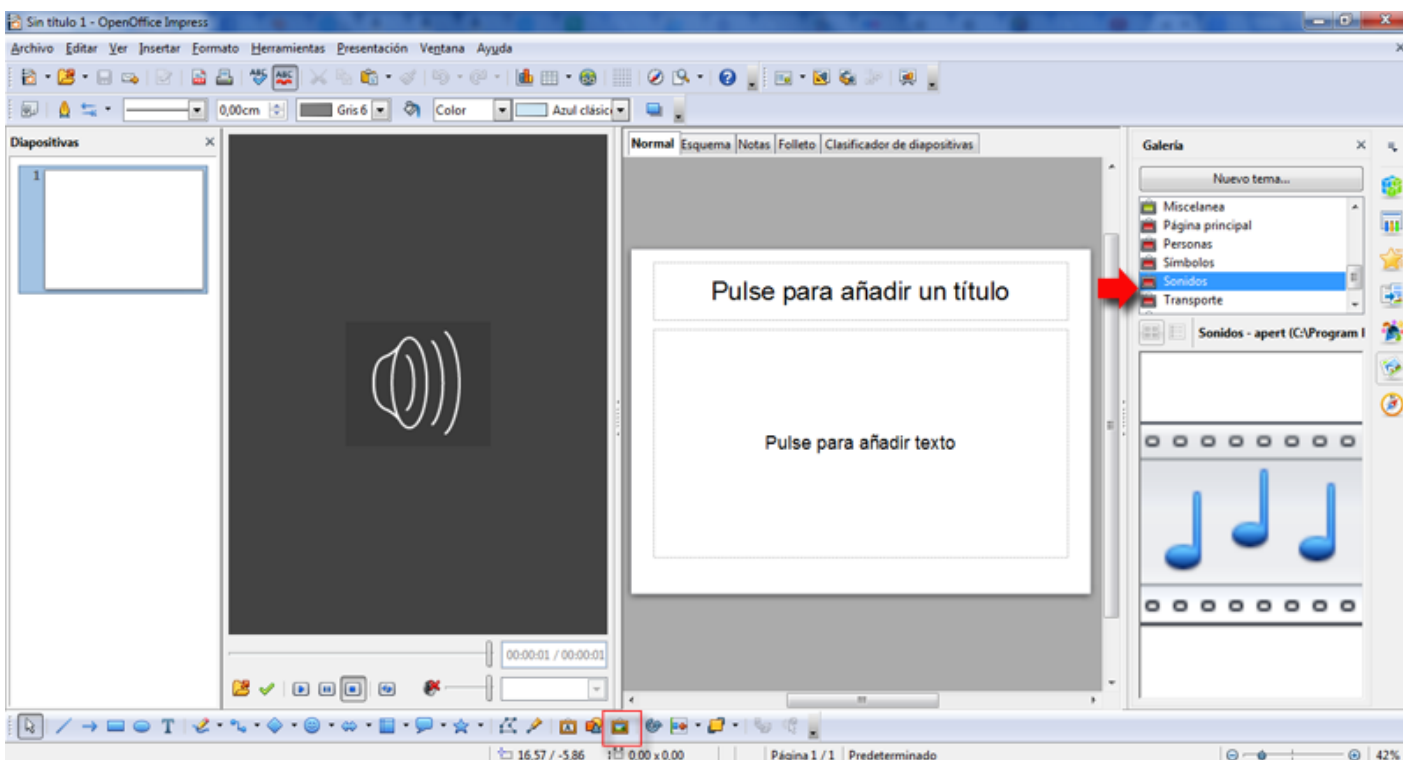 Sin título 1 - OpenOffice Impress
Archivo Editar Ver Insertar Formato Herramientas Presentación Ventana Ayuda
0,00cm Gris 6 Color Azul clásic
Diapositivas
1
Normal Esquema Notas Folleto Clasificador de diapositivas
Pulse para añadir un título
Pulse para añadir texto
00:00:01 / 00:00:01
Galería
Nuevo tema...
Miscelanea
Página principal
Personas
Símbolos
Sonidos
Transporte
Sonidos - apert (C:\Program
16.57 / -5.86 0.00 x 0.00 Página 1 / 1 Predeterminado 42%